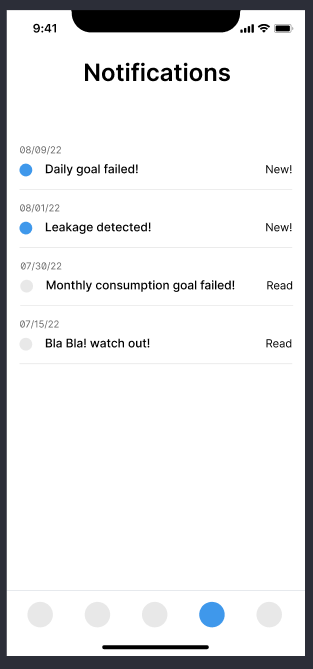 9:41
Notifications
08/09/22
Daily goal failed! New!
08/01/22
Leakage detected! New!
07/30/22
Monthly consumption goal failed! Read
07/15/22
Bla Bla! watch out! Read